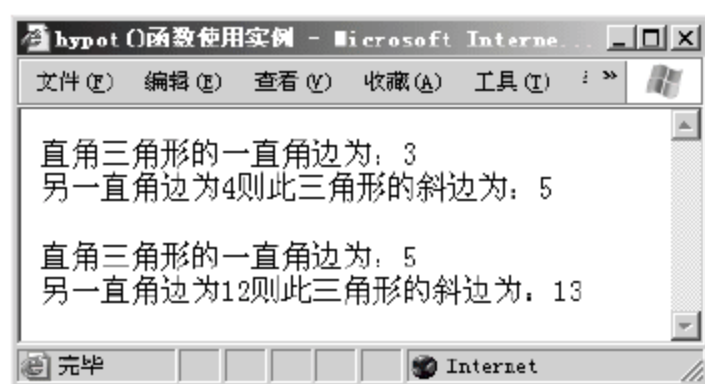 hypot()函数使用实例 - Microsoft Interne...
文件(F) 编辑(E) 查看(V) 收藏(A) 工具(T) »
直角三角形的一直角边为：3
另一直角边为4则此三角形的斜边为：5
直角三角形的一直角边为：5
另一直角边为12则此三角形的斜边为：13
完毕 Internet